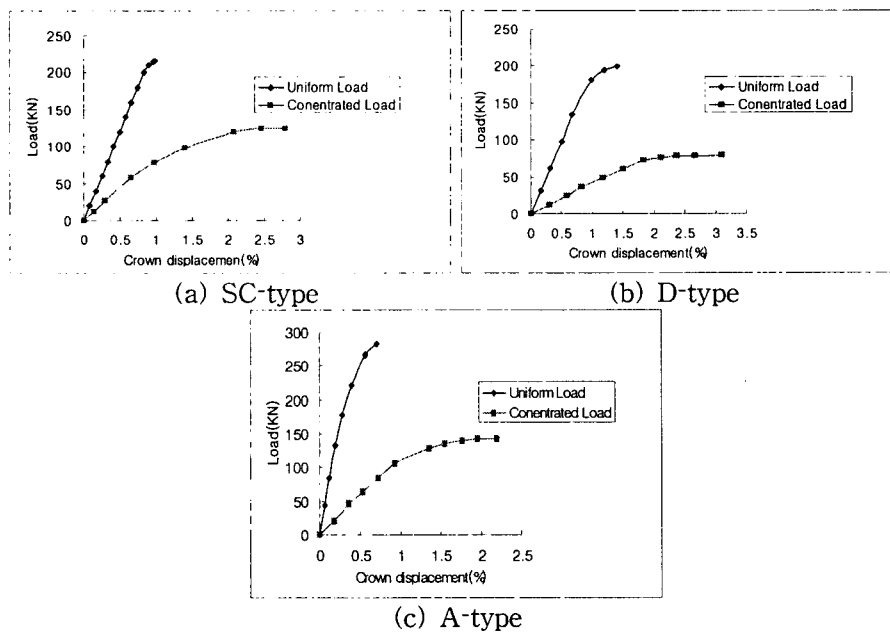 250
200
150
100
50
0
Load(KN)
Uniform Load
Conentrated Load
0 0.5 1 1.5 2 2.5 3
Crown displacemen(%)
(a) SC-type
250
200
150
100
50
0
Load(KN)
Uniform Load
Conentrated Load
0 0.5 1 1.5 2 2.5 3 3.5
Crown displacement(%)
(b) D-type
300
250
200
150
100
50
0
Load(KN)
Uniform Load
Conentrated Load
0 0.5 1 1.5 2 2.5
Crown displacement(%)
(c) A-type